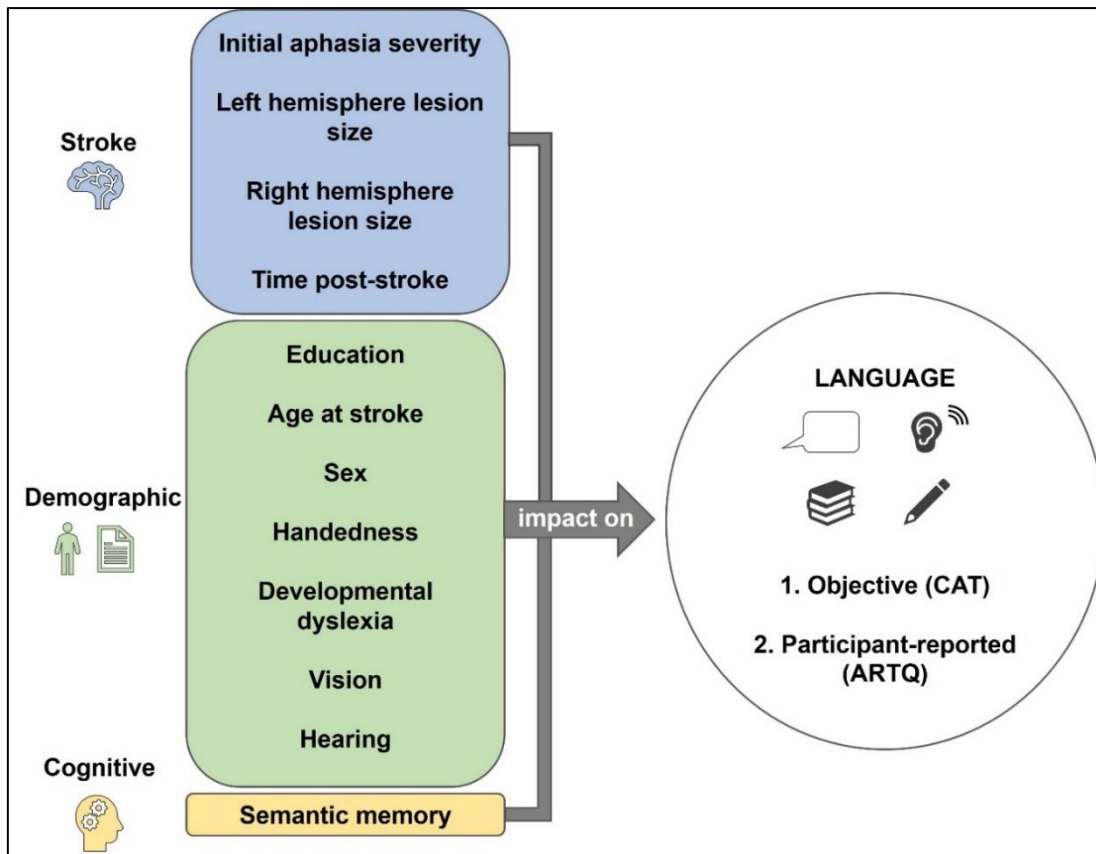 Stroke
Initial aphasia severity
Left hemisphere lesion
size
Right hemisphere
lesion size
Time post-stroke
Demographic
Education
Age at stroke
Sex
Handedness
Developmental
dyslexia
Vision
Hearing
Cognitive
Semantic memory
impact on
LANGUAGE
1. Objective (CAT)
2. Participant-reported
(ARTQ)